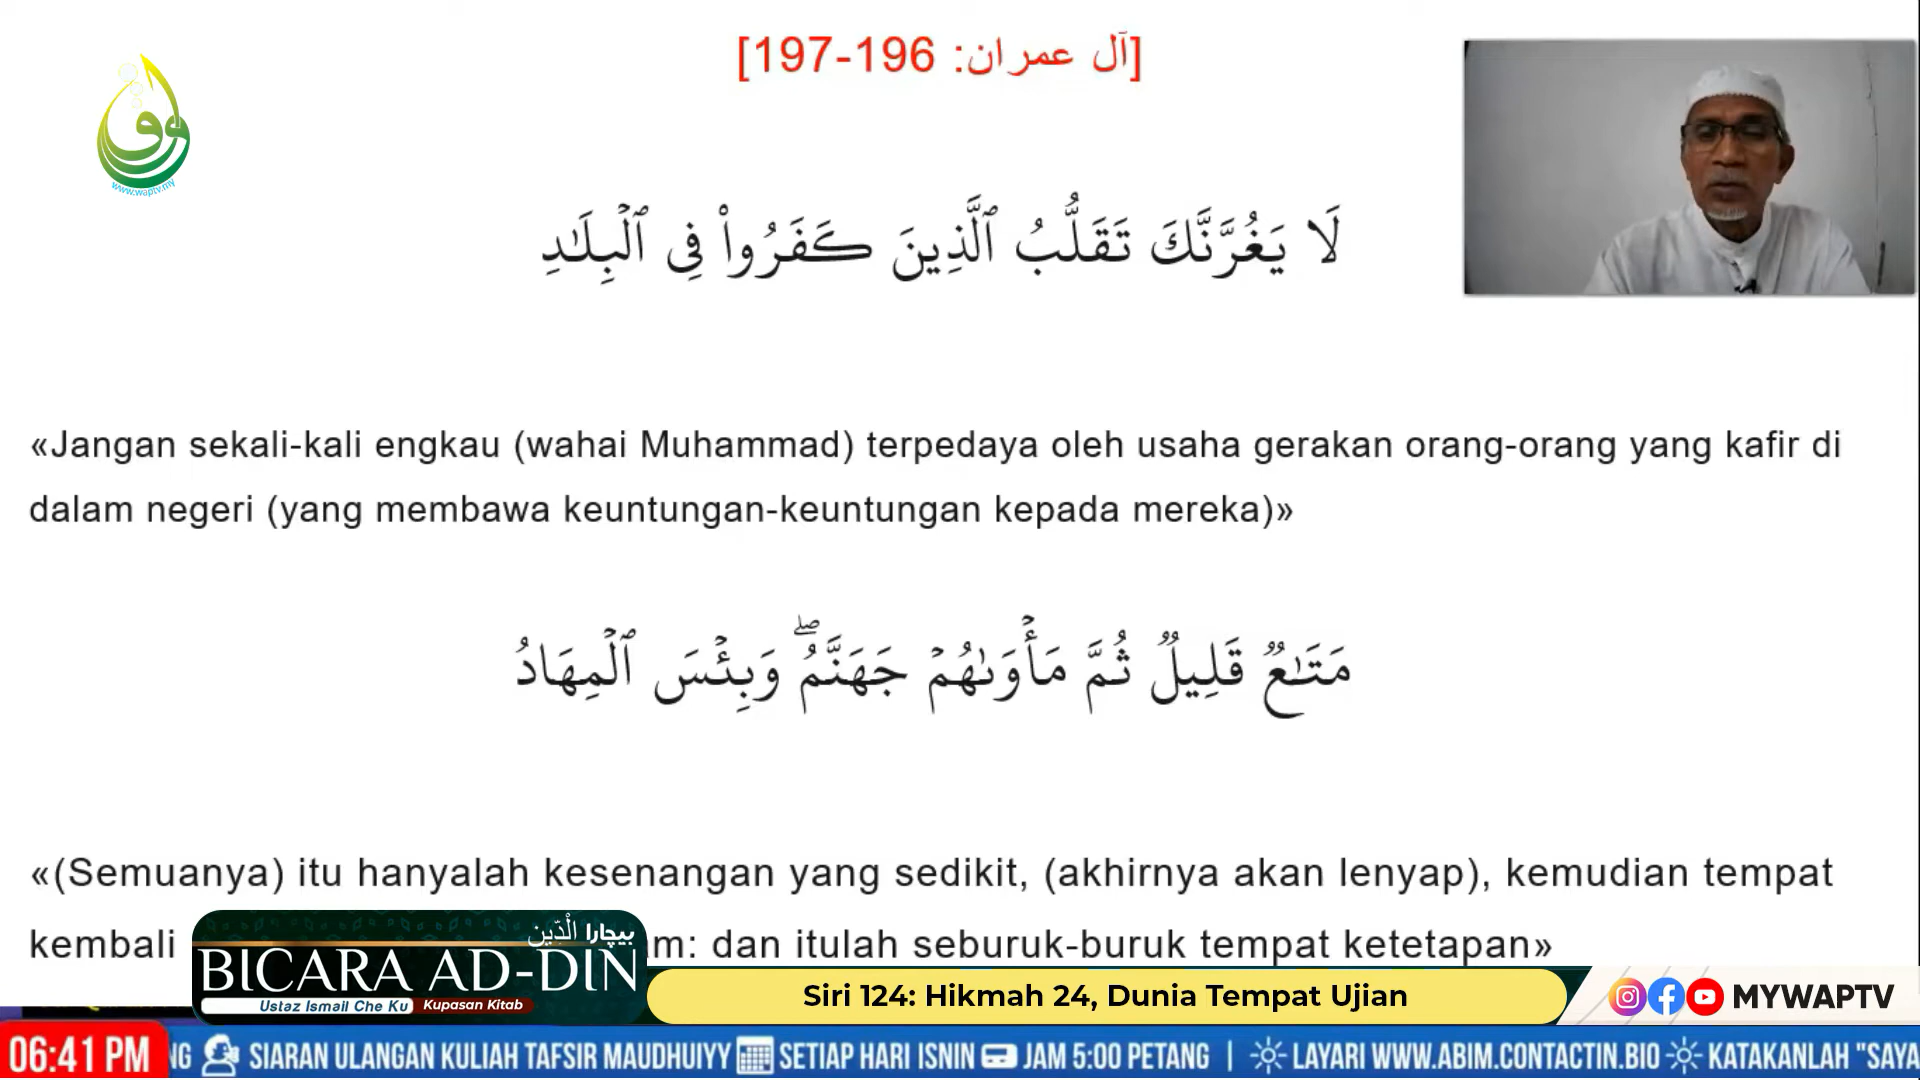 [آل عمران: 196-197]
www.waptv.my
لَا يَغُرَّنَّكَ تَقَلُّبُ ٱلَّذِينَ كَفَرُوا۟ فِى ٱلْبِلَـٰدِ
«Jangan sekali-kali engkau (wahai Muhammad) terpedaya oleh usaha gerakan orang-orang yang kafir di
dalam negeri (yang membawa keuntungan-keuntungan kepada mereka)»
مَتَـٰعٌ قَلِيلٌ ثُمَّ مَأْوَىٰهُمْ جَهَنَّمُ ۖ وَبِئْسَ ٱلْمِهَادُ
«(Semuanya) itu hanyalah kesenangan yang sedikit, (akhirnya akan lenyap), kemudian tempat
kembali m: dan itulah seburuk-buruk tempat ketetapan»
بيچارا الدّين
BICARA AD-DIN
Ustaz Ismail Che Ku Kupasan Kitab
Siri 124: Hikmah 24, Dunia Tempat Ujian
MYWAPTV
06:41 PM NG SIARAN ULANGAN KULIAH TAFSIR MAUDHUIYY SETIAP HARI ISNIN JAM 5:00 PETANG | LAYARI WWW.ABIM.CONTACTIN.BIO KATAKANLAH "SAYA